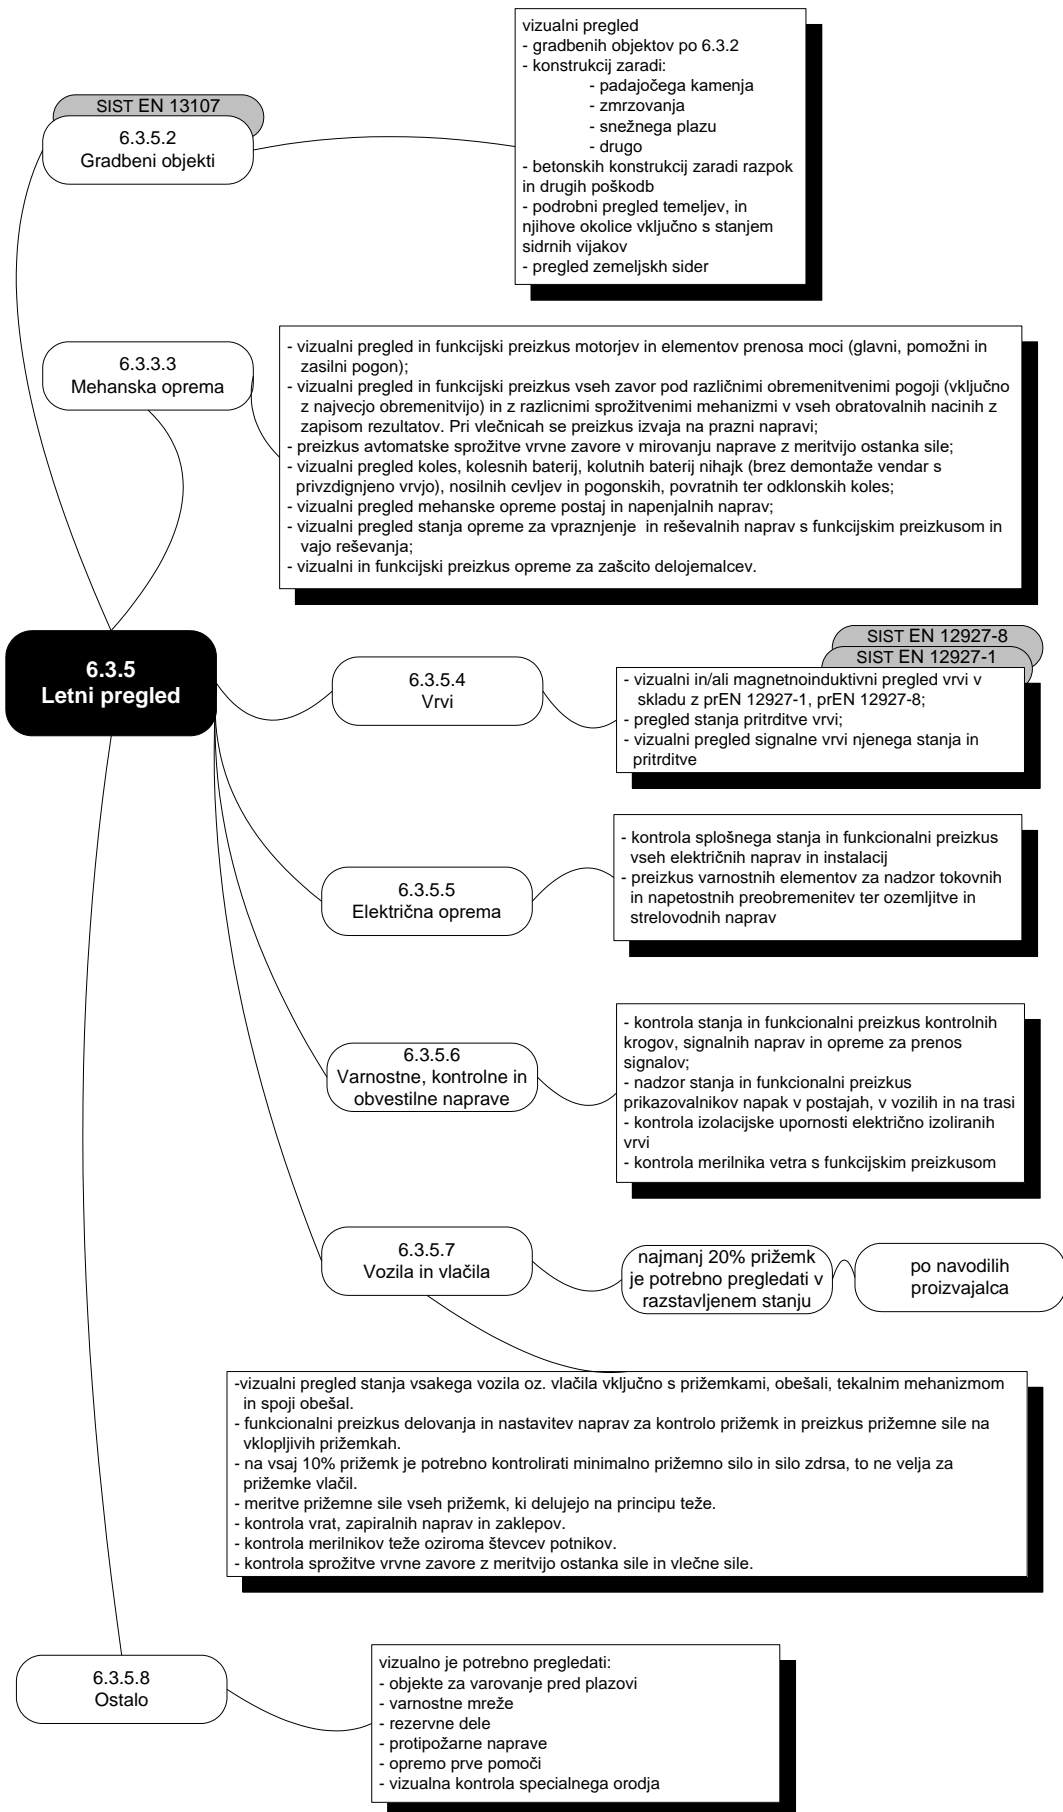 SIST EN 13107
6.3.5.2
Gradbeni objekti
vizualni pregled
- gradbenih objektov po 6.3.2
- konstrukcij zaradi:
- padajočega kamenja
- zmrzovanja
- snežnega plazu
- drugo
- betonskih konstrukcij zaradi razpok
in drugih poškodb
- podrobni pregled temeljev, in
njihove okolice vključno s stanjem
sidrnih vijakov
- pregled zemeljskh sider
6.3.3.3
Mehanska oprema
- vizualni pregled in funkcijski preizkus motorjev in elementov prenosa moci (glavni, pomožni in
zasilni pogon);
- vizualni pregled in funkcijski preizkus vseh zavor pod različnimi obremenitvenimi pogoji (vključno
z najvecjo obremenitvijo) in z razlicnimi sprožitvenimi mehanizmi v vseh obratovalnih nacinih z
zapisom rezultatov. Pri vlečnicah se preizkus izvaja na prazni napravi;
- preizkus avtomatske sprožitve vrvne zavore v mirovanju naprave z meritvijo ostanka sile;
- vizualni pregled koles, kolesnih baterij, kolutnih baterij nihajk (brez demontaže vendar s
privzdignjeno vrvjo), nosilnih cevljev in pogonskih, povratnih ter odklonskih koles;
- vizualni pregled mehanske opreme postaj in napenjalnih naprav;
- vizualni pregled stanja opreme za vpraznjenje in reševalnih naprav s funkcijskim preizkusom in
vajo reševanja;
- vizualni in funkcijski preizkus opreme za zašcito delojemalcev.
6.3.5
Letni pregled
6.3.5.4
Vrvi
SIST EN 12927-8
SIST EN 12927-1
- vizualni in/ali magnetnoinduktivni pregled vrvi v
skladu z prEN 12927-1, prEN 12927-8;
- pregled stanja pritrditve vrvi;
- vizualni pregled signalne vrvi njenega stanja in
pritrditve
6.3.5.5
Električna oprema
- kontrola splošnega stanja in funkcionalni preizkus
vseh električnih naprav in instalacij
- preizkus varnostnih elementov za nadzor tokovnih
in napetostnih preobremenitev ter ozemljitve in
strelovodnih naprav
6.3.5.6
Varnostne, kontrolne in
obvestilne naprave
- kontrola stanja in funkcionalni preizkus kontrolnih
krogov, signalnih naprav in opreme za prenos
signalov;
- nadzor stanja in funkcionalni preizkus
prikazovalnikov napak v postajah, v vozilih in na trasi
- kontrola izolacijske upornosti električno izoliranih
vrvi
- kontrola merilnika vetra s funkcijskim preizkusom
6.3.5.7
Vozila in vlačila
najmanj 20% prižemk
je potrebno pregledati v
razstavljenem stanju
po navodilih
proizvajalca
-vizualni pregled stanja vsakega vozila oz. vlačila vključno s prižemkami, obešali, tekalnim mehanizmom
in spoji obešal.
- funkcionalni preizkus delovanja in nastavitev naprav za kontrolo prižemk in preizkus prižemne sile na
vklopljivih prižemkah.
- na vsaj 10% prižemk je potrebno kontrolirati minimalno prižemno silo in silo zdrsa, to ne velja za
prižemke vlačil.
- meritve prižemne sile vseh prižemk, ki delujejo na principu teže.
- kontrola vrat, zapiralnih naprav in zaklepov.
- kontrola merilnikov teže oziroma števcev potnikov.
- kontrola sprožitve vrvne zavore z meritvijo ostanka sile in vlečne sile.
6.3.5.8
Ostalo
vizualno je potrebno pregledati:
- objekte za varovanje pred plazovi
- varnostne mreže
- rezervne dele
- protipožarne naprave
- opremo prve pomoči
- vizualna kontrola specialnega orodja